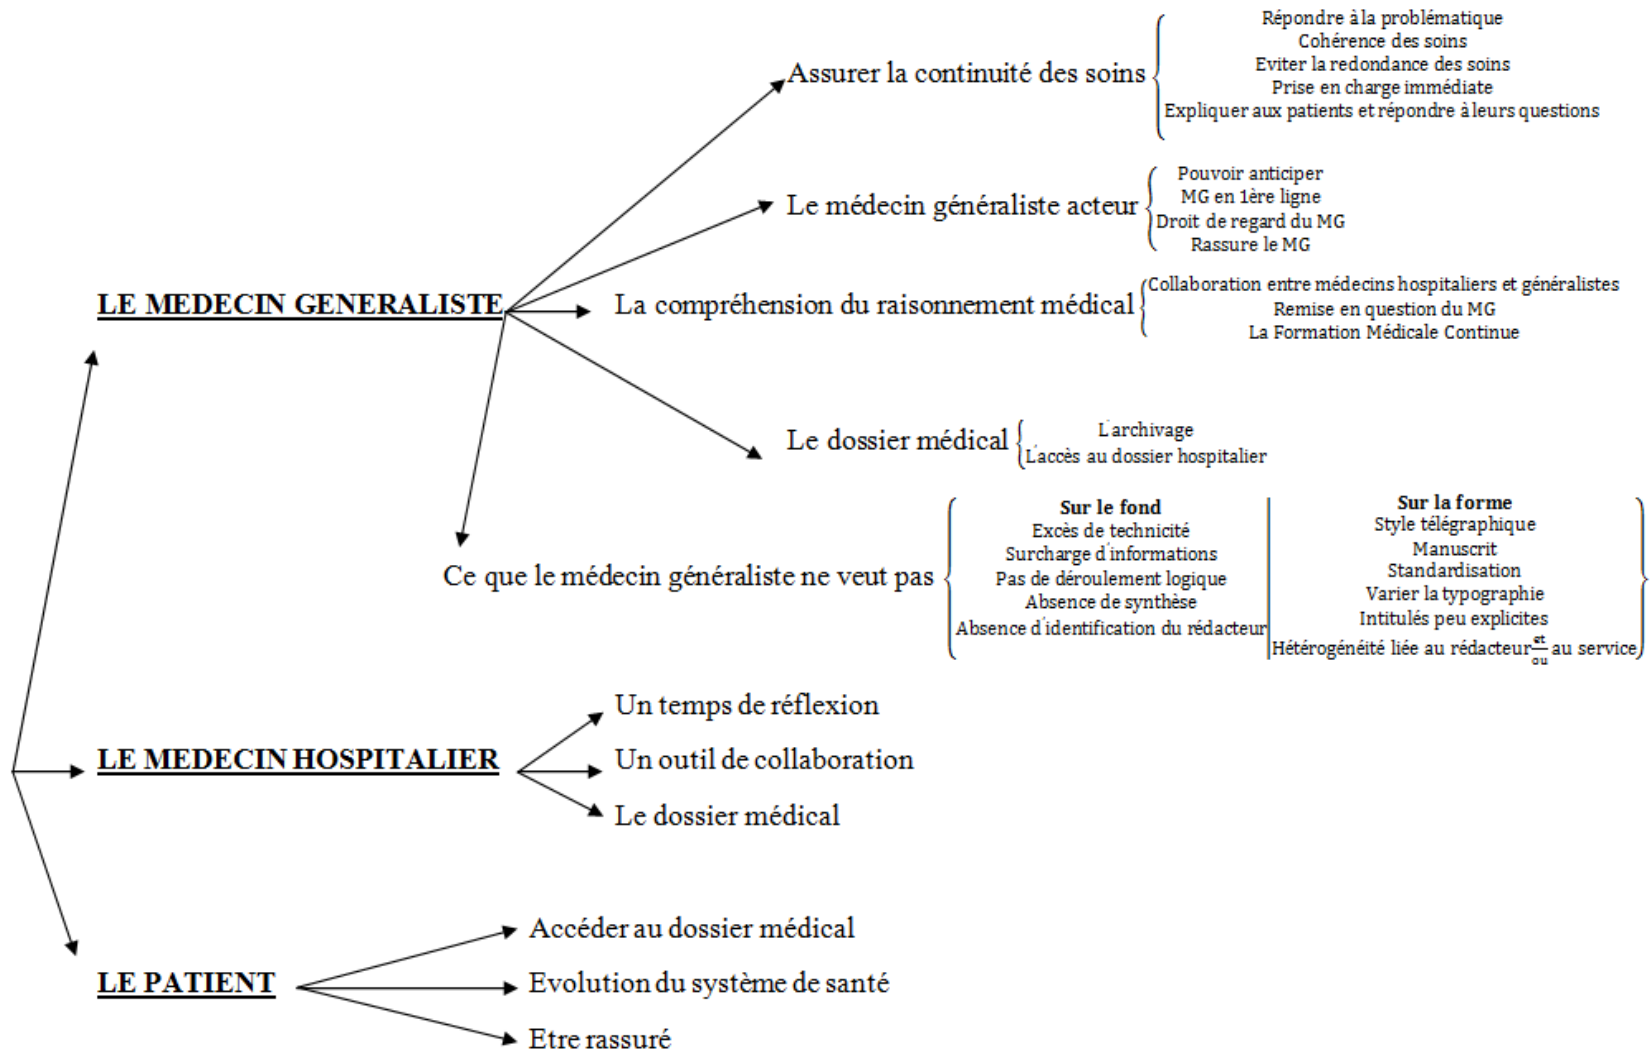 LE MEDECIN GENERALISTE
Assurer la continuité des soins
Répondre à la problématique
Cohérence des soins
Eviter la redondance des soins
Prise en charge immédiate
Expliquer aux patients et répondre à leurs questions
Le médecin généraliste acteur
Pouvoir anticiper
MG en 1ère ligne
Droit de regard du MG
Rassure le MG
La compréhension du raisonnement médical
Collaboration entre médecins hospitaliers et généralistes
Remise en question du MG
La Formation Médicale Continue
Le dossier médical
L'archivage
L'accès au dossier hospitalier
Ce que le médecin généraliste ne veut pas
Sur le fond
Excès de technicité
Surcharge d'informations
Pas de déroulement logique
Absence de synthèse
Absence d'identification du rédacteur
Sur la forme
Style télégraphique
Manuscrit
Standardisation
Varier la typographie
Intitulés peu explicites
Hétérogénéité liée au rédacteur et/ou au service
LE MEDECIN HOSPITALIER
Un temps de réflexion
Un outil de collaboration
Le dossier médical
LE PATIENT
Accéder au dossier médical
Evolution du système de santé
Etre rassuré